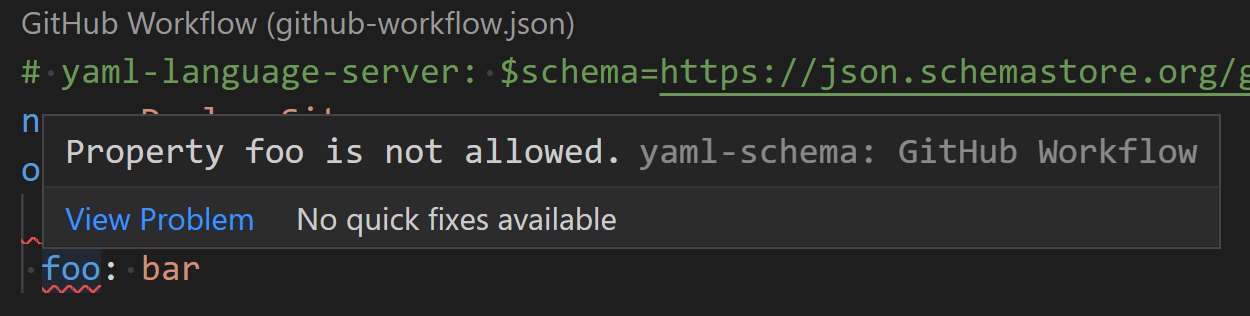 GitHub Workflow (github-workflow.json)
# yaml-language-server: $schema=https://json.schemastore.org/g
n
Property foo is not allowed. yaml-schema: GitHub Workflow
o
View Problem No quick fixes available
foo: bar